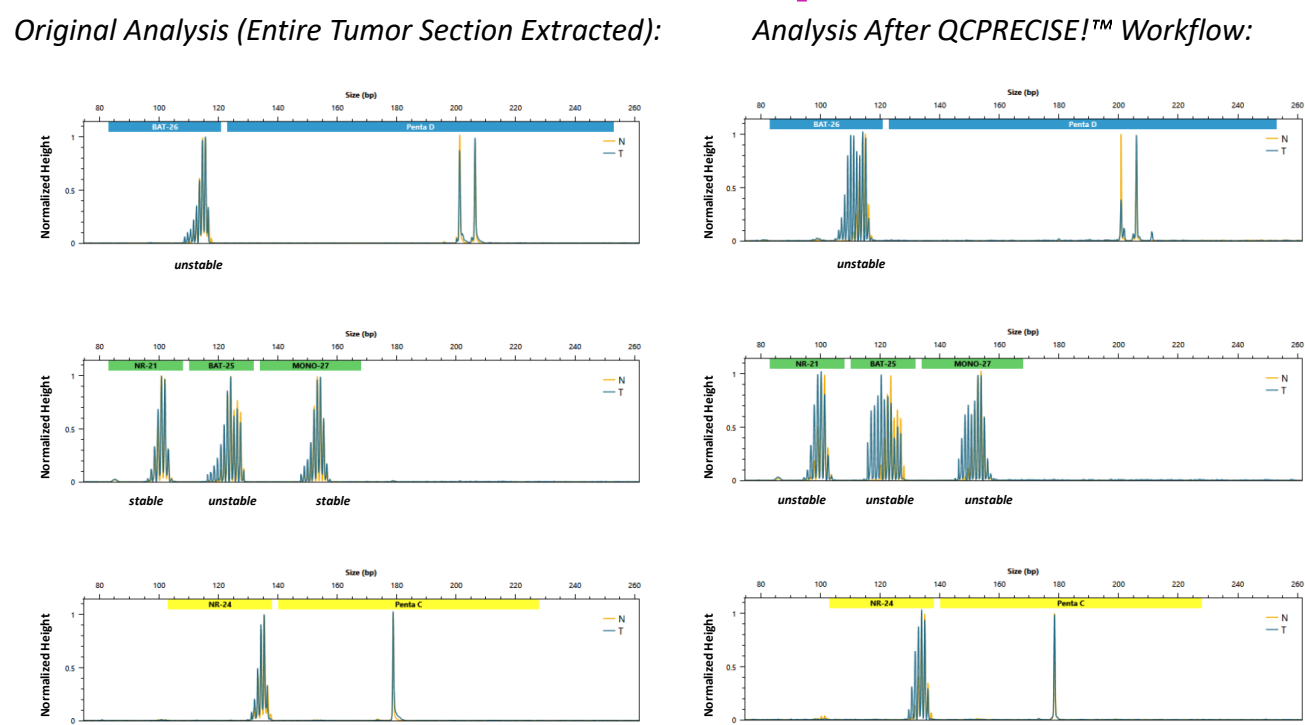 Original Analysis (Entire Tumor Section Extracted):
Analysis After QCPRECISE!™ Workflow:
Size (bp)
80 100 120 140 160 180 200 220 240 260
BAT-26 Penta D
N
T
1
0.5
0
Normalized Height
unstable
Size (bp)
80 100 120 140 160 180 200 220 240 260
BAT-26 Penta D
N
T
1
0.5
0
Normalized Height
unstable
Size (bp)
80 100 120 140 160 180 200 220 240 260
NR-21 BAT-25 MONO-27
N
T
1
0.5
0
Normalized Height
stable unstable stable
Size (bp)
80 100 120 140 160 180 200 220 240 260
NR-21 BAT-25 MONO-27
N
T
1
0.5
0
Normalized Height
unstable unstable unstable
Size (bp)
80 100 120 140 160 180 200 220 240 260
NR-24 Penta C
N
T
1
0.5
0
Normalized Height
Size (bp)
80 100 120 140 160 180 200 220 240 260
NR-24 Penta C
N
T
1
0.5
0
Normalized Height